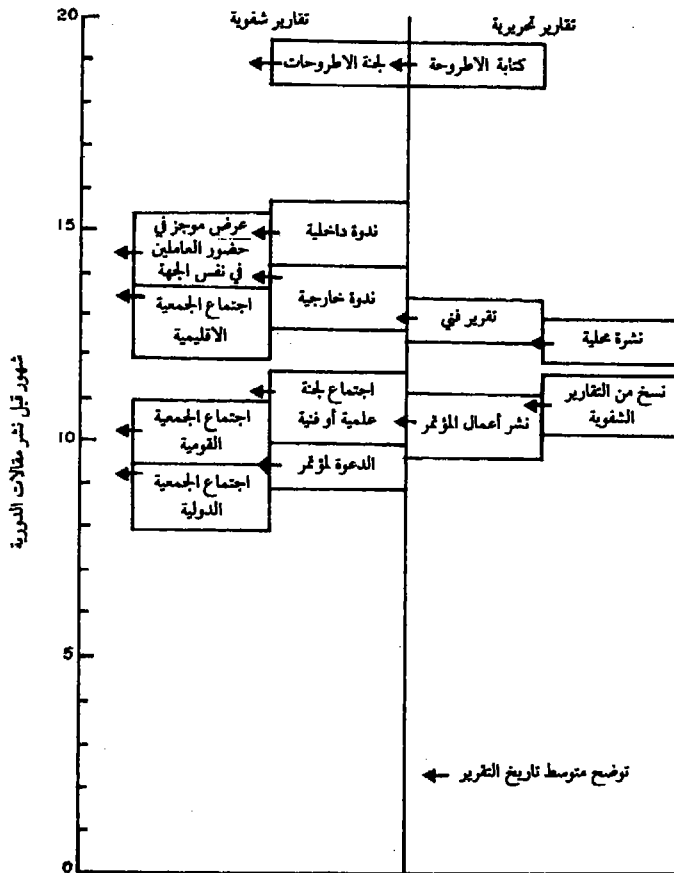 تقارير تحريرية
تقارير شفوية
20
كتابة الاطروحة
لجنة الاطروحات
15
ندوة داخلية
عرض موجز في
حضور العاملين
في نفس الجهة
ندوة خارجية
اجتماع الجمعية
الاقليمية
تقرير فني
نشرة محلية
نسخ من التقارير
الشفوية
نشر أعمال المؤتمر
اجتماع لجنة
علمية أو فنية
10
الدعوة لمؤتمر
اجتماع الجمعية
القومية
اجتماع الجمعية
الدولية
شهور قبل نشر مقالات الدورية
5
توضح متوسط تاريخ التقرير
0